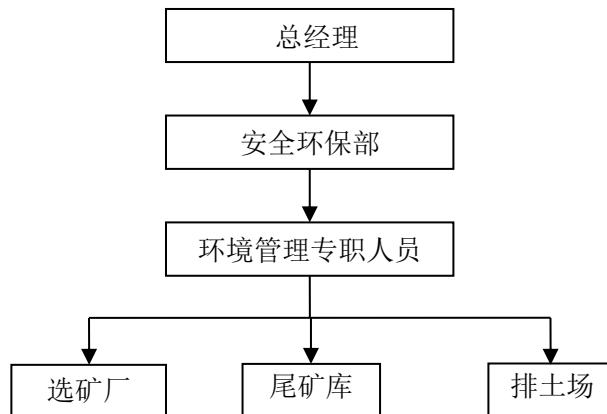 总经理
安全环保部
环境管理专职人员
选矿厂
尾矿库
排土场